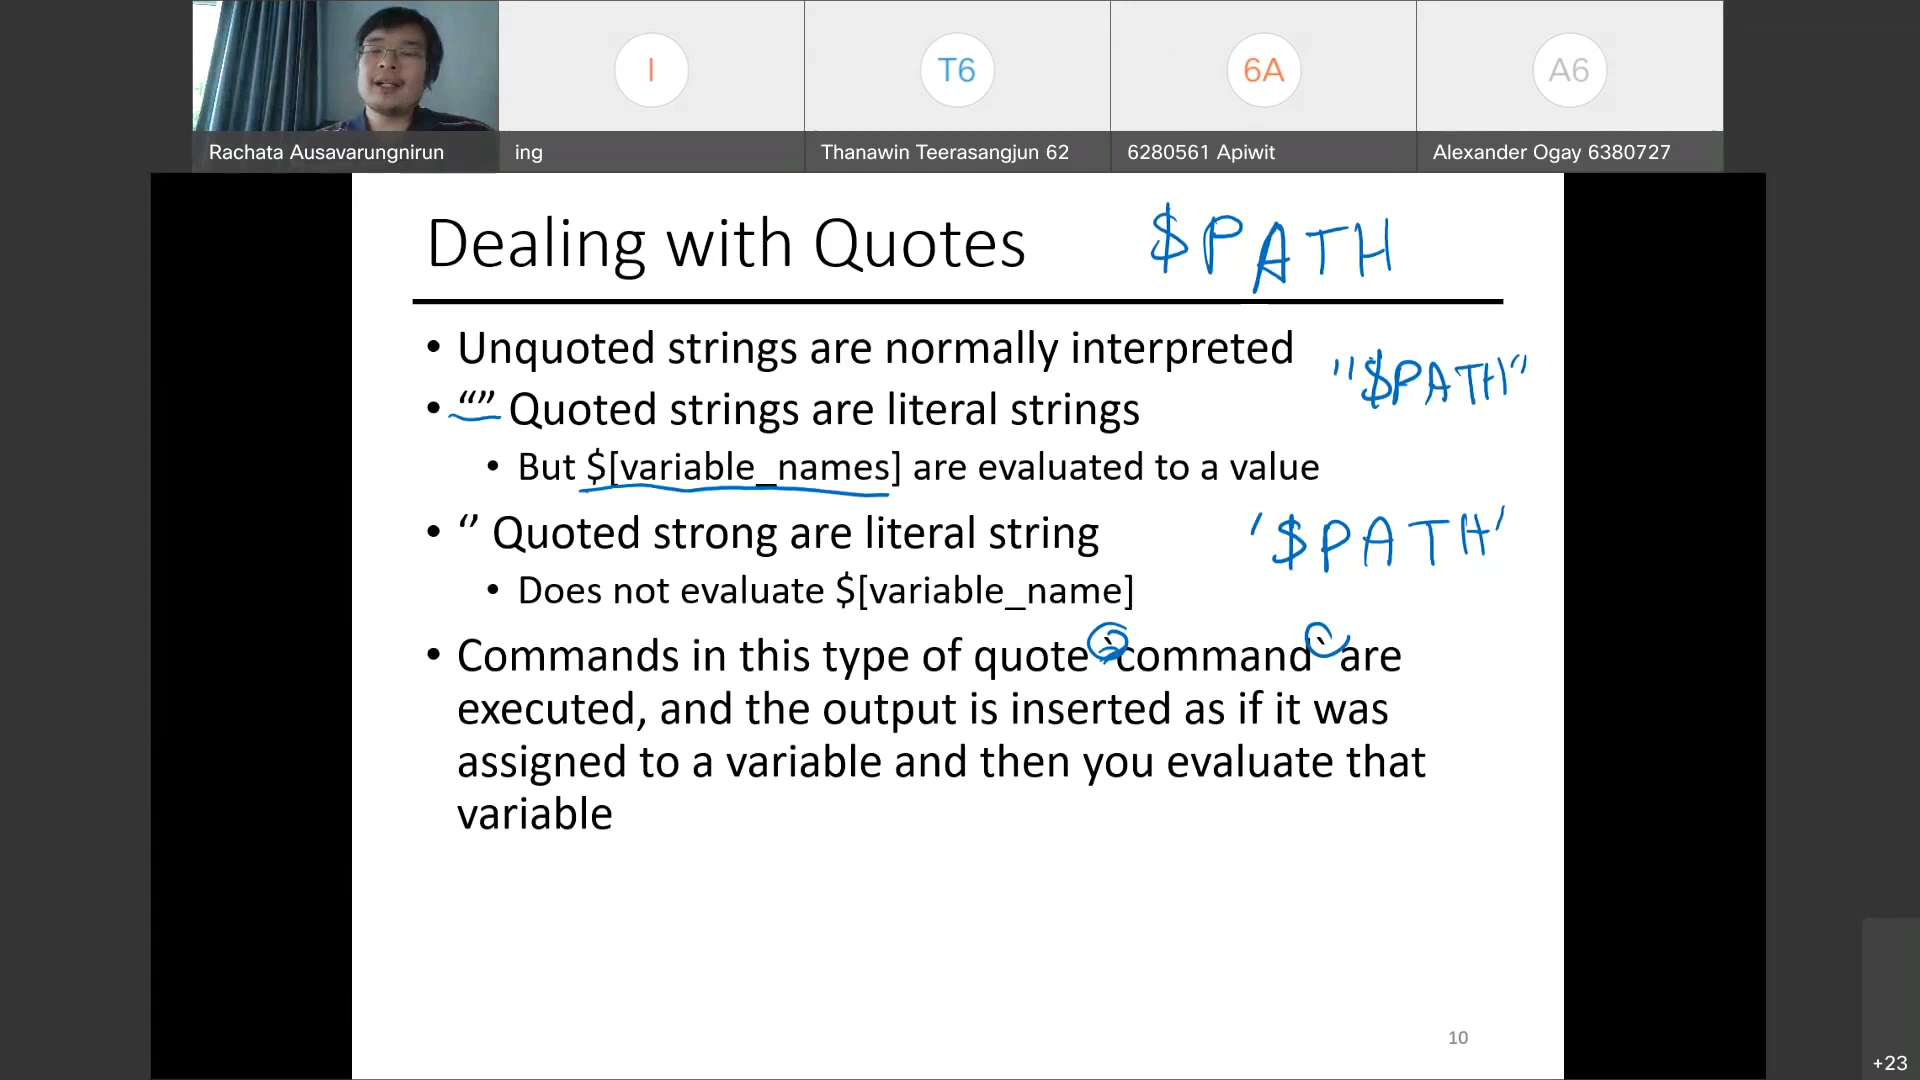 I
T6
6A
A6
Rachata Ausavarungnirun
ing
Thanawin Teerasangjun 62
6280561 Apiwit
Alexander Ogay 6380727
Dealing with Quotes
$PATH
• Unquoted strings are normally interpreted
"$PATH"
• “” Quoted strings are literal strings
• But $[variable_names] are evaluated to a value
• ‘’ Quoted strong are literal string
'$PATH'
• Does not evaluate $[variable_name]
• Commands in this type of quote `command` are
executed, and the output is inserted as if it was
assigned to a variable and then you evaluate that
variable
10
+23